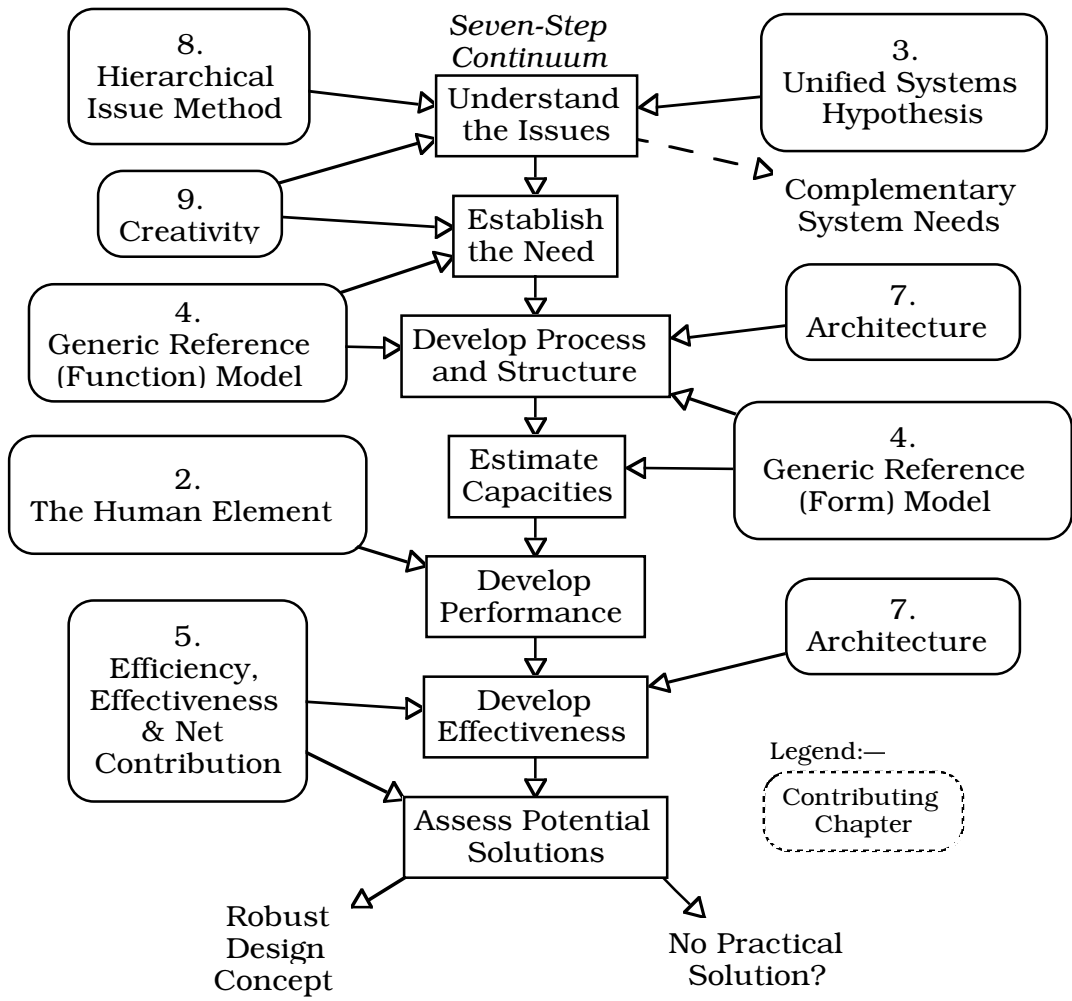 Seven-Step
Continuum
8.
Hierarchical
Issue Method
Understand
the Issues
3.
Unified Systems
Hypothesis
9.
Creativity
Complementary
System Needs
Establish
the Need
4.
Generic Reference
(Function) Model
Develop Process
and Structure
7.
Architecture
2.
The Human Element
Estimate
Capacities
4.
Generic Reference
(Form) Model
Develop
Performance
5.
Efficiency,
Effectiveness
& Net
Contribution
Develop
Effectiveness
7.
Architecture
Assess Potential
Solutions
Legend:—
Contributing
Chapter
Robust
Design
Concept
No Practical
Solution?